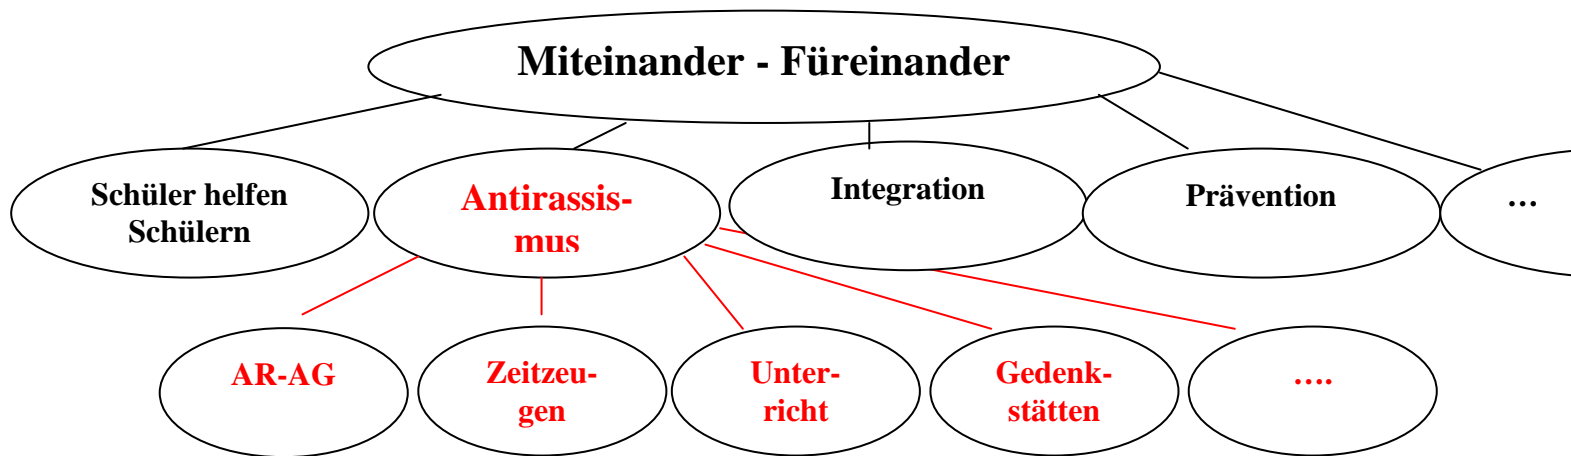 Miteinander - Füreinander
Schüler helfen
Schülern
Antirassis-
mus
Integration
Prävention
…
AR-AG
Zeitzeu-
gen
Unter-
richt
Gedenk-
stätten
….